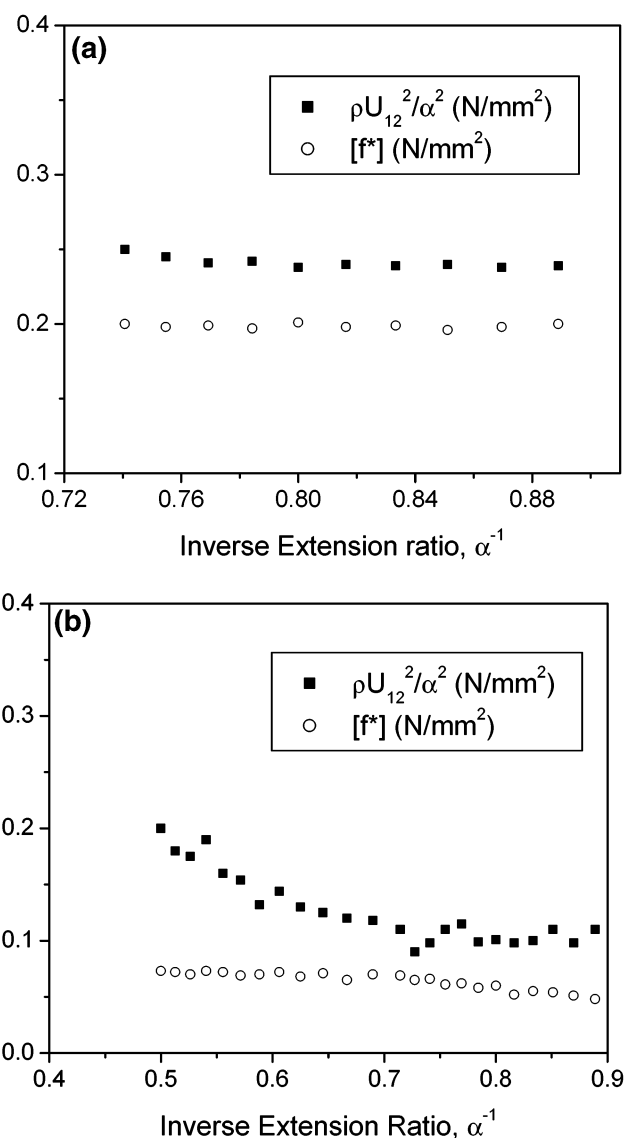 0.4
(a)
ρU₁₂²/α² (N/mm²)
[f*] (N/mm²)
0.3
0.2
0.1
0.72 0.76 0.80 0.84 0.88
Inverse Extension ratio, α⁻¹
0.4
(b)
ρU₁₂²/α² (N/mm²)
[f*] (N/mm²)
0.3
0.2
0.1
0.0
0.4 0.5 0.6 0.7 0.8 0.9
Inverse Extension Ratio, α⁻¹